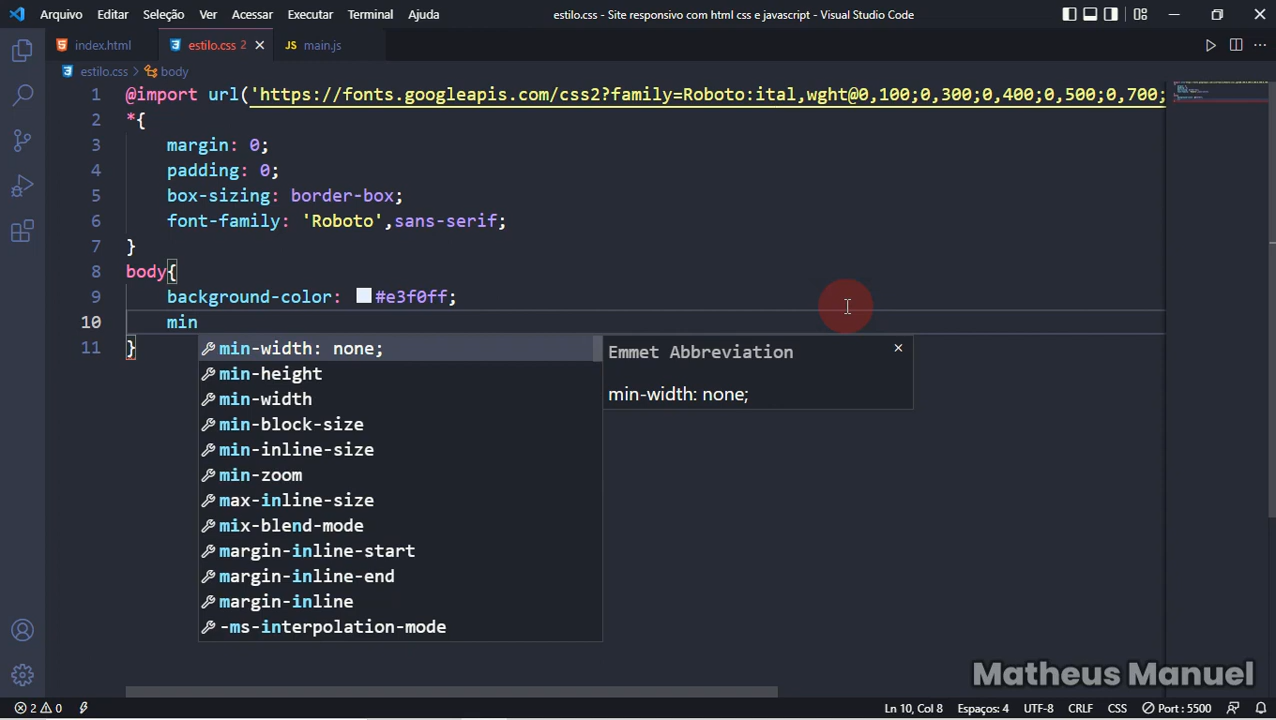 Arquivo Editar Seleção Ver Acessar Executar Terminal Ajuda
estilo.css - Site responsivo com html css e javascript - Visual Studio Code
index.html
estilo.css 2
JS main.js
estilo.css > body
1 @import url('https://fonts.googleapis.com/css2?family=Roboto:ital,wght@0,100;0,300;0,400;0,500;0,700;
2 *{
3 margin: 0;
4 padding: 0;
5 box-sizing: border-box;
6 font-family: 'Roboto',sans-serif;
7 }
8 body{
9 background-color: #e3f0ff;
10 min
11 }
min-width: none;
min-height
min-width
min-block-size
min-inline-size
min-zoom
max-inline-size
mix-blend-mode
margin-inline-start
margin-inline-end
margin-inline
-ms-interpolation-mode
Emmet Abbreviation
min-width: none;
Matheus Manuel
2 0
Ln 10, Col 8 Espaços: 4 UTF-8 CRLF CSS Port : 5500